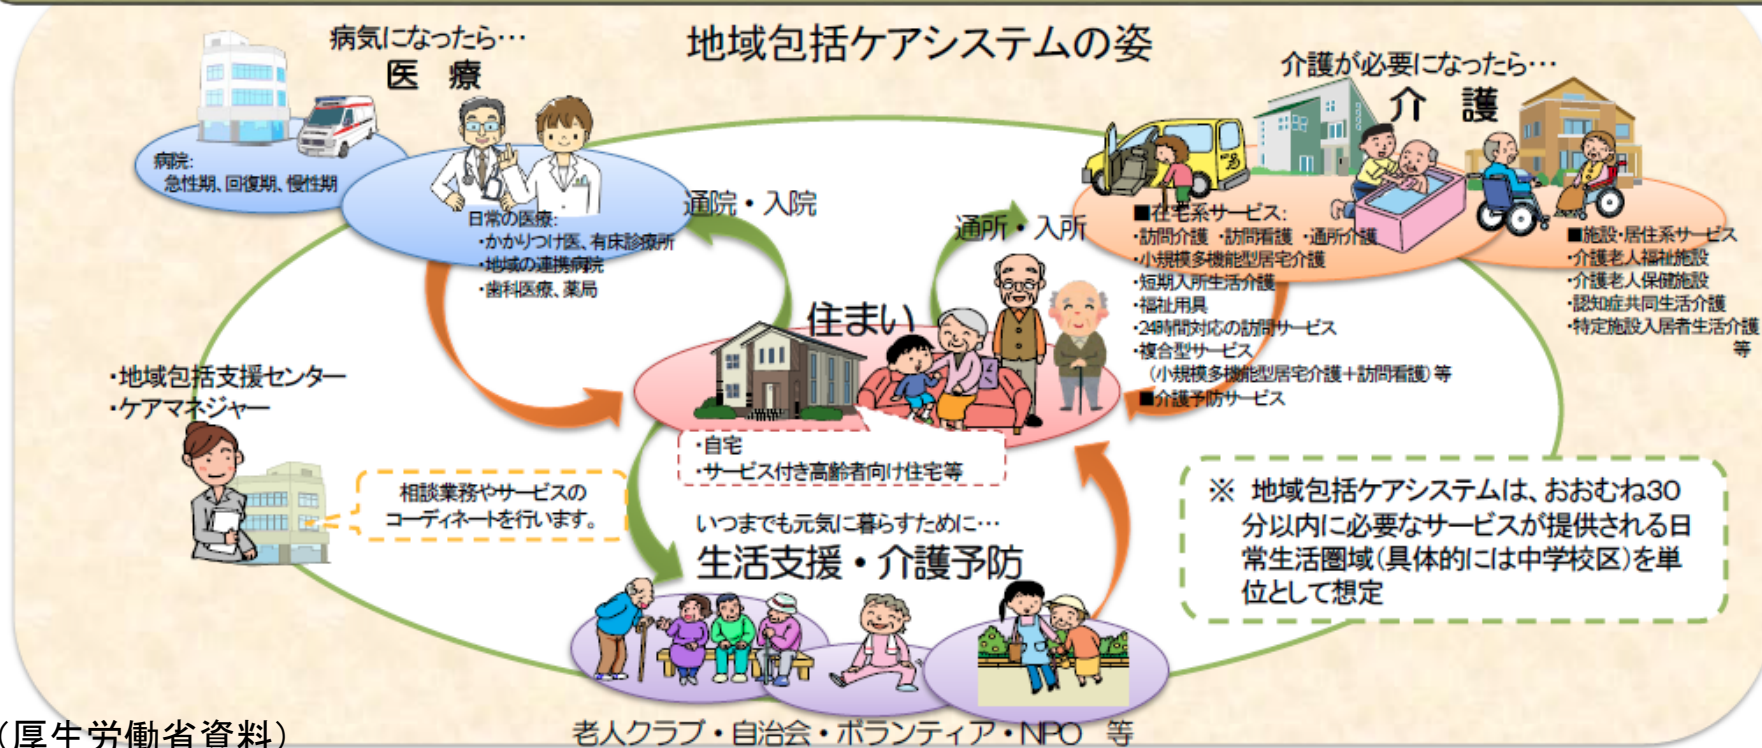 地域包括ケアシステムの姿
病気になったら…
医 療
病院:
急性期、回復期、慢性期
日常の医療:
・かかりつけ医、有床診療所
・地域の連携病院
・歯科医療、薬局
通院・入院
通所・入所
介護が必要になったら…
介 護
■在宅系サービス:
・訪問介護 ・訪問看護 ・通所介護
・小規模多機能型居宅介護
・短期入所生活介護
・福祉用具
・24時間対応の訪問サービス
・複合型サービス
（小規模多機能型居宅介護＋訪問看護）等
■介護予防サービス
■施設・居住系サービス
・介護老人福祉施設
・介護老人保健施設
・認知症共同生活介護
・特定施設入居者生活介護
等
住まい
・自宅
・サービス付き高齢者向け住宅等
・地域包括支援センター
・ケアマネジャー
相談業務やサービスの
コーディネートを行います。
いつまでも元気に暮らすために…
生活支援・介護予防
老人クラブ・自治会・ボランティア・NPO 等
※ 地域包括ケアシステムは、おおむね30
分以内に必要なサービスが提供される日
常生活圏域（具体的には中学校区）を単
位として想定
（厚生労働省資料）